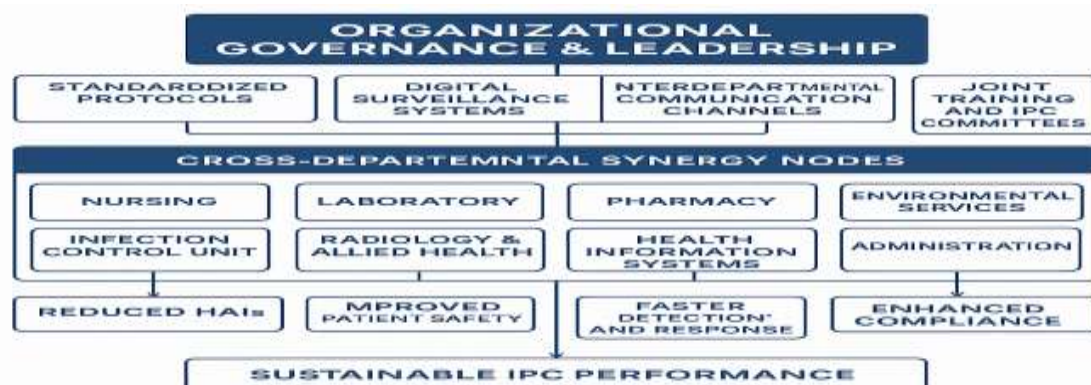 ORGANIZATIONAL
GOVERNANCE & LEADERSHIP
STANDARDDIZED
PROTOCOLS
DIGITAL
SURVEILLANCE
SYSTEMS
NTERDEPARTMENTAL
COMMUNICATION
CHANNELS
JOINT
TRAINING
AND IPC
COMMITTEES
CROSS-DEPARTEMNTAL SYNERGY NODES
NURSING
LABORATORY
PHARMACY
ENVIRONMENTAL
SERVICES
INFECTION
CONTROL UNIT
RADIOLOGY &
ALLIED HEALTH
HEALTH
INFORMATION
SYSTEMS
ADMINISTRATION
REDUCED HAIs
MPROVED
PATIENT SAFETY
FASTER
DETECTION'
AND RESPONSE
ENHANCED
COMPLIANCE
SUSTAINABLE IPC PERFORMANCE